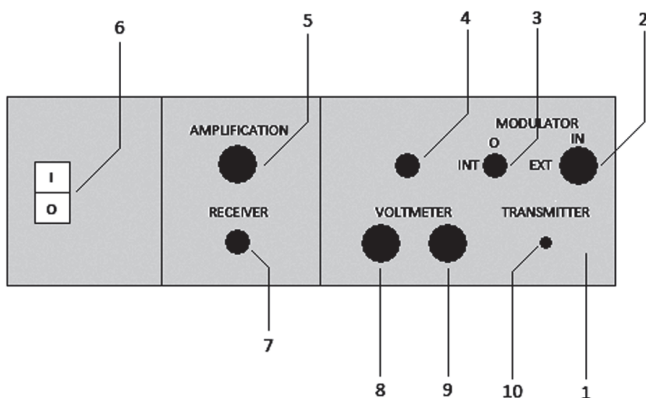 6 5 4 3 2
MODULATOR
AMPLIFICATION O IN
I INT EXT
O RECEIVER VOLTMETER TRANSMITTER
7
8 9 10 1